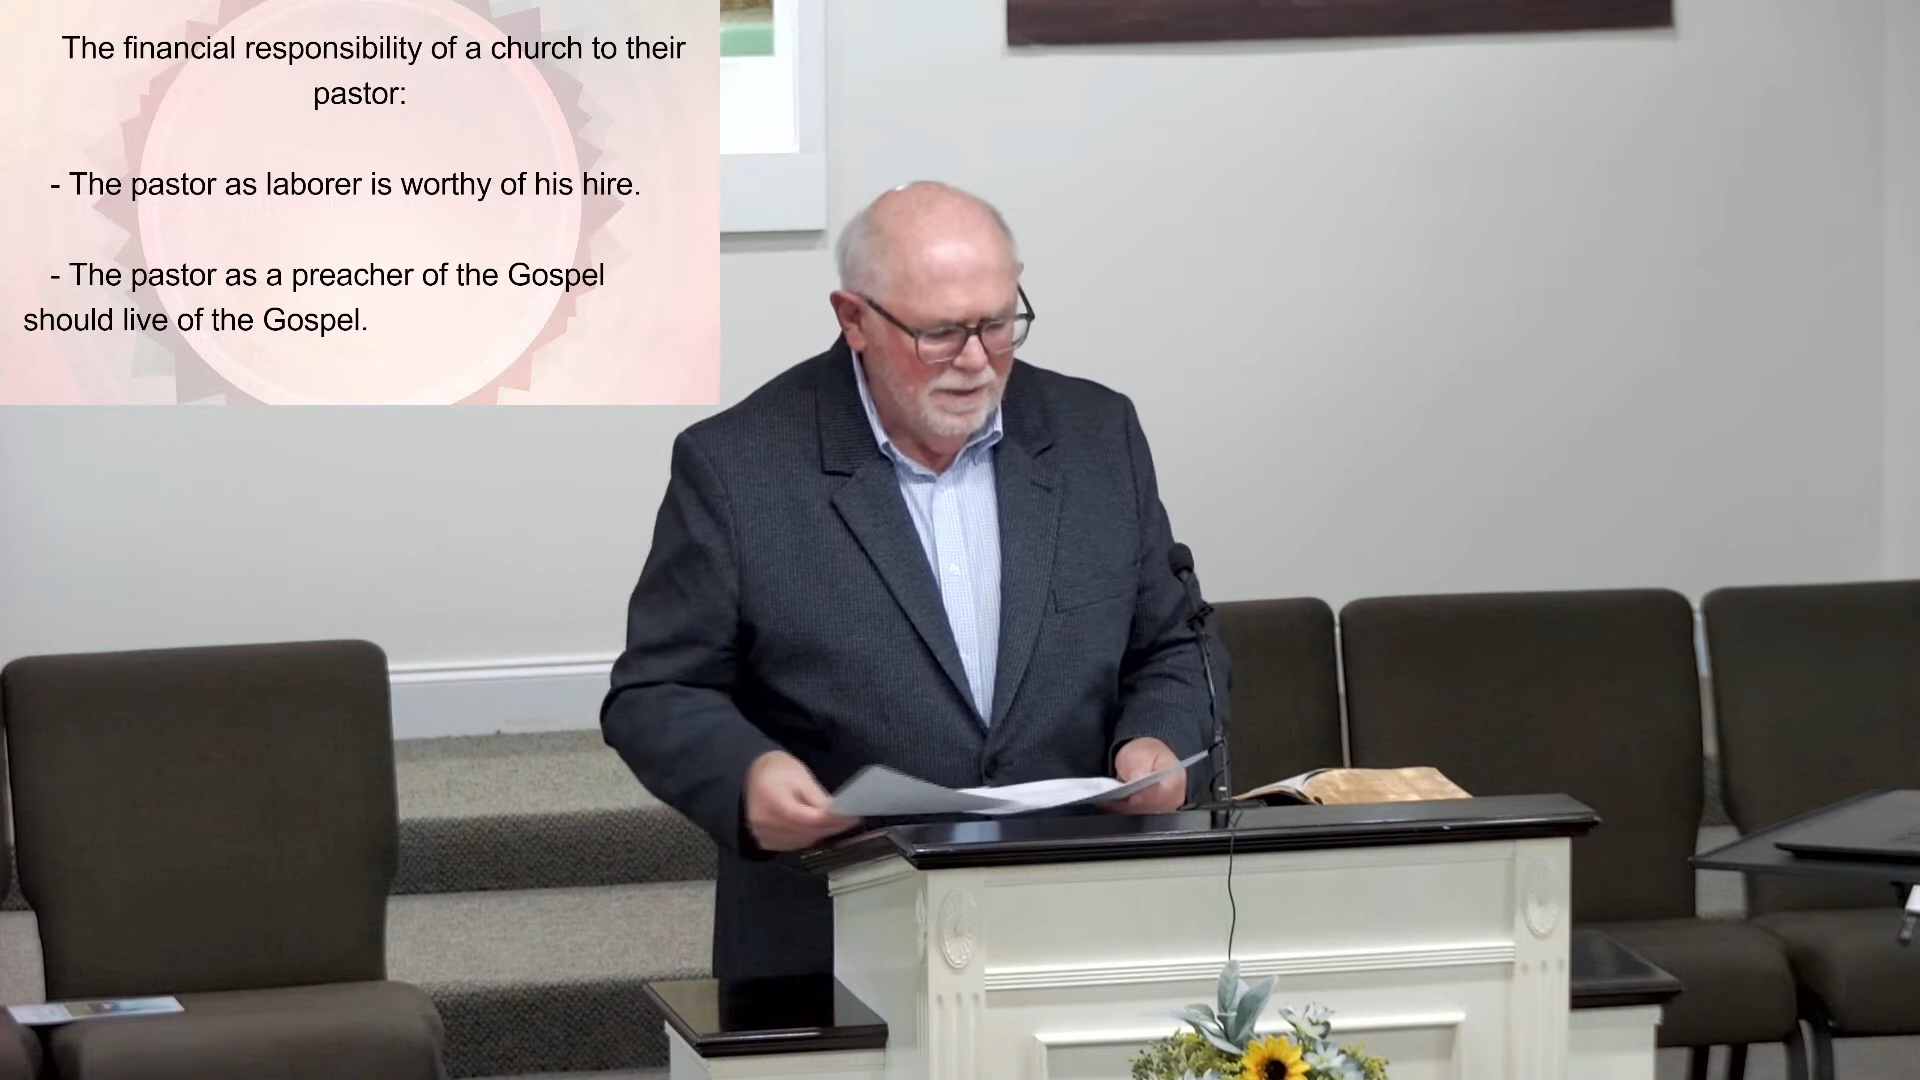 The financial responsibility of a church to their
pastor:
- The pastor as laborer is worthy of his hire.
- The pastor as a preacher of the Gospel
should live of the Gospel.